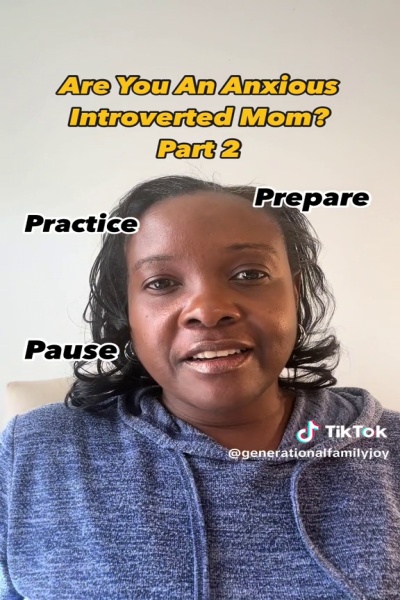 Are You An Anxious
Introverted Mom?
Part 2
Prepare
Practice
Pause
TikTok
@generationalfamilyjoy